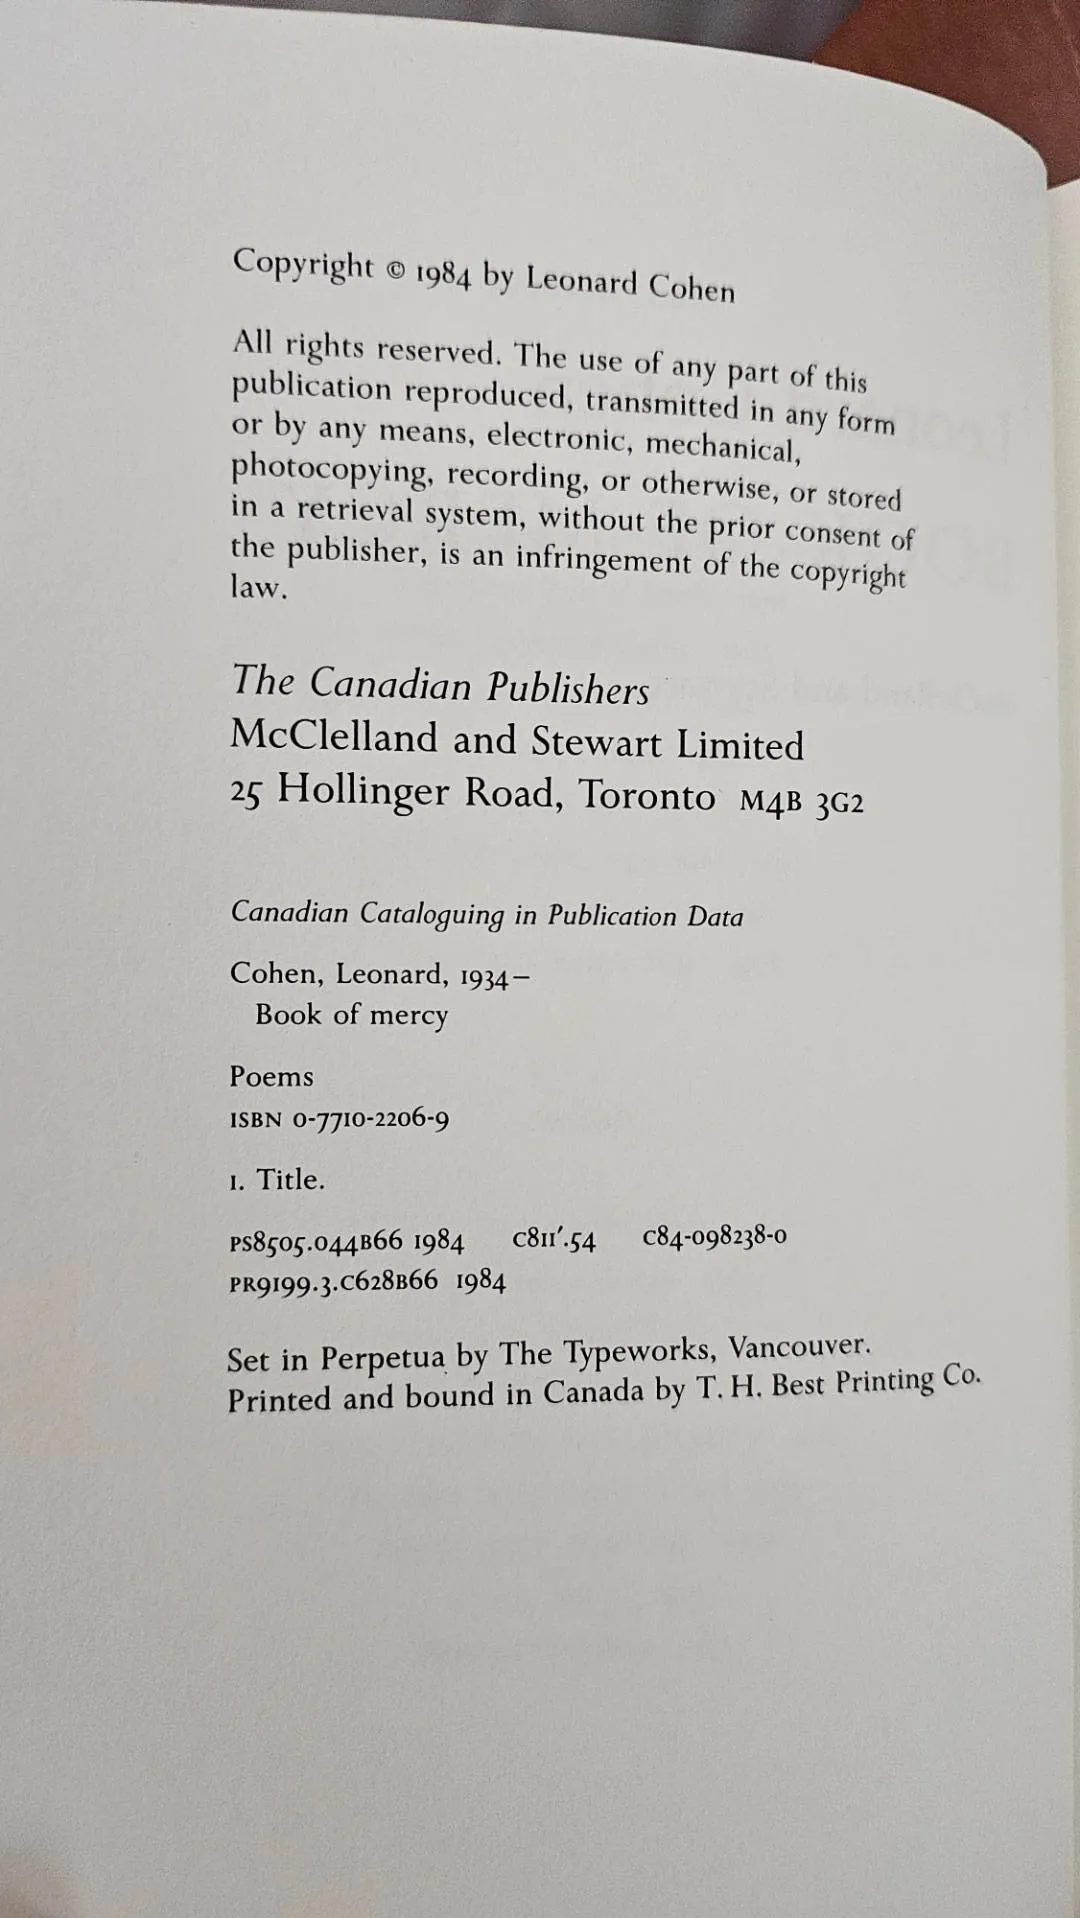 Copyright © 1984 by Leonard Cohen
All rights reserved. The use of any part of this
publication reproduced, transmitted in any form
or by any means, electronic, mechanical,
photocopying, recording, or otherwise, or stored
in a retrieval system, without the prior consent of
the publisher, is an infringement of the copyright
law.
The Canadian Publishers
McClelland and Stewart Limited
25 Hollinger Road, Toronto M4B 3G2
Canadian Cataloguing in Publication Data
Cohen, Leonard, 1934–
Book of mercy
Poems
ISBN 0-7710-2206-9
1. Title.
PS8505.044B66 1984 C811'.54 C84-098238-0
PR9199.3.C628B66 1984
Set in Perpetua by The Typeworks, Vancouver.
Printed and bound in Canada by T. H. Best Printing Co.